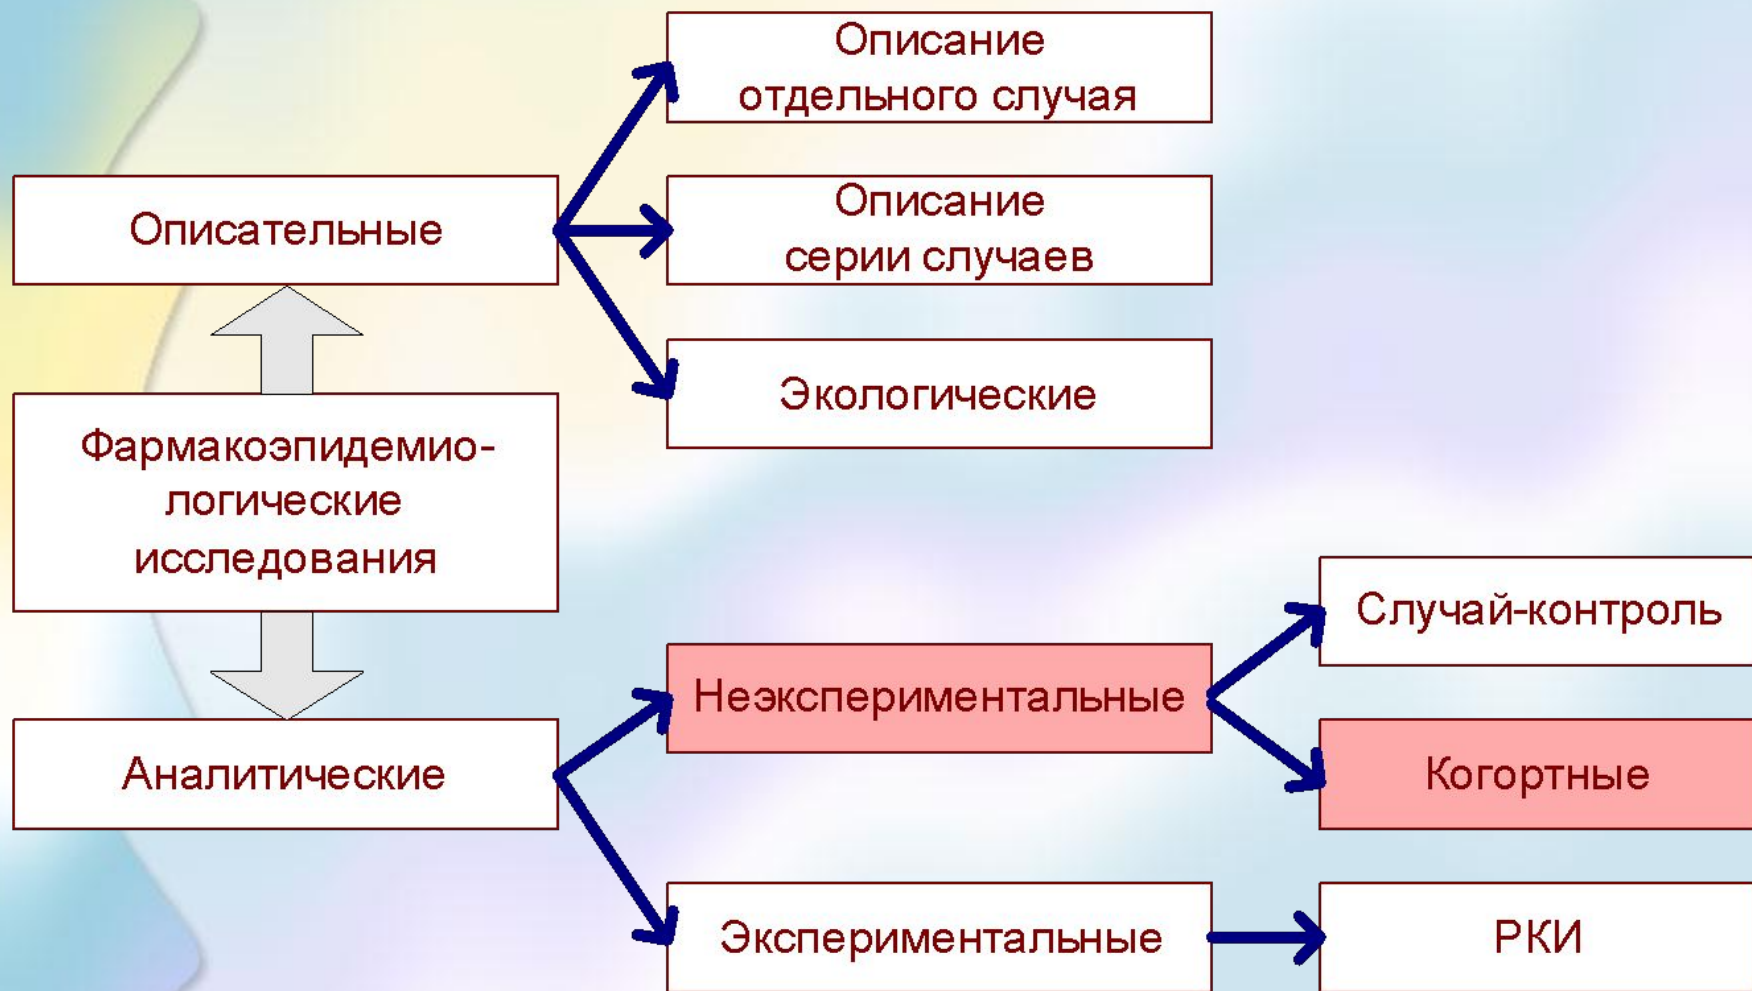 Описание
отдельного случая
Описательные
Описание
серии случаев
Экологические
Фармакоэпидемио-
логические
исследования
Случай-контроль
Неэкспериментальные
Аналитические
Когортные
Экспериментальные
РКИ